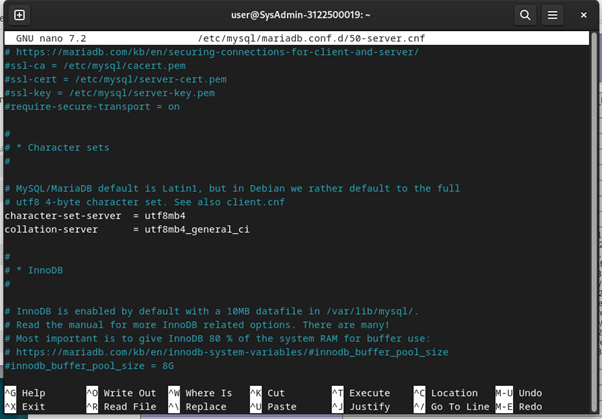 user@SysAdmin-3122500019: ~
GNU nano 7.2 /etc/mysql/mariadb.conf.d/50-server.cnf
# https://mariadb.com/kb/en/securing-connections-for-client-and-server/
#ssl-ca = /etc/mysql/cacert.pem
#ssl-cert = /etc/mysql/server-cert.pem
#ssl-key = /etc/mysql/server-key.pem
#require-secure-transport = on
#
# * Character sets
#
# MySQL/MariaDB default is Latin1, but in Debian we rather default to the full
# utf8 4-byte character set. See also client.cnf
character-set-server  = utf8mb4
collation-server      = utf8mb4_general_ci
#
# * InnoDB
#
# InnoDB is enabled by default with a 10MB datafile in /var/lib/mysql/.
# Read the manual for more InnoDB related options. There are many!
# Most important is to give InnoDB 80 % of the system RAM for buffer use:
# https://mariadb.com/kb/en/innodb-system-variables/#innodb_buffer_pool_size
#innodb_buffer_pool_size = 8G
^G Help ^O Write Out ^W Where Is ^K Cut ^T Execute ^C Location M-U Undo
^X Exit ^R Read File ^\ Replace ^U Paste ^J Justify ^/ Go To Line M-E Redo